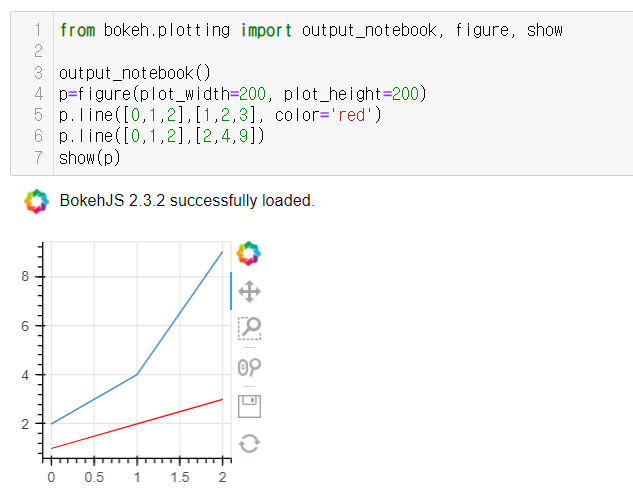 1 from bokeh.plotting import output_notebook, figure, show
2
3 output_notebook()
4 p=figure(plot_width=200, plot_height=200)
5 p.line([0,1,2],[1,2,3], color='red')
6 p.line([0,1,2],[2,4,9])
7 show(p)
BokehJS 2.3.2 successfully loaded.
8
6
4
2
0 0.5 1 1.5 2